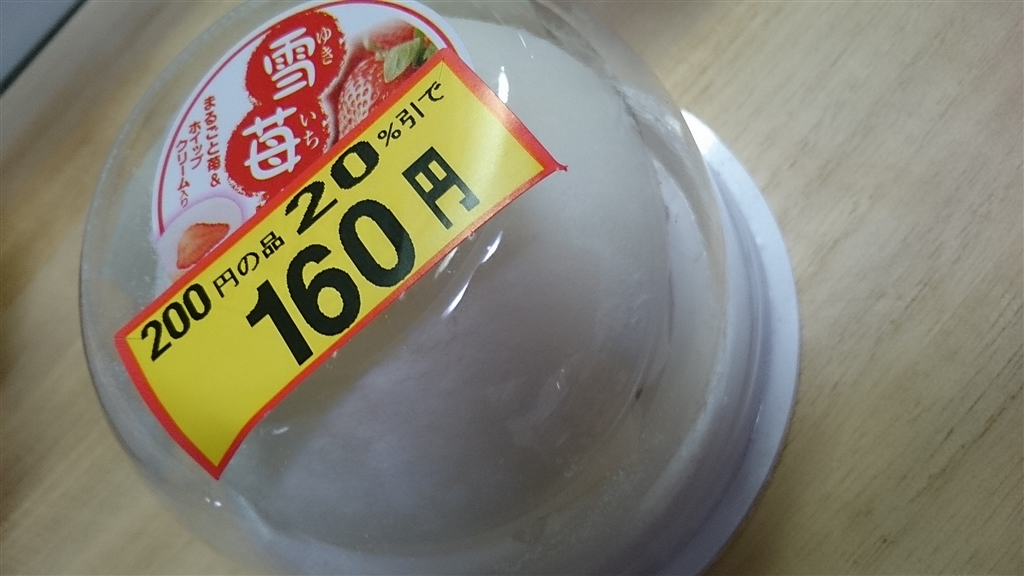 雪苺
ゆきいちご
まるごと苺&
ホイップ
クリーム入り
200円の品20%引で
160円